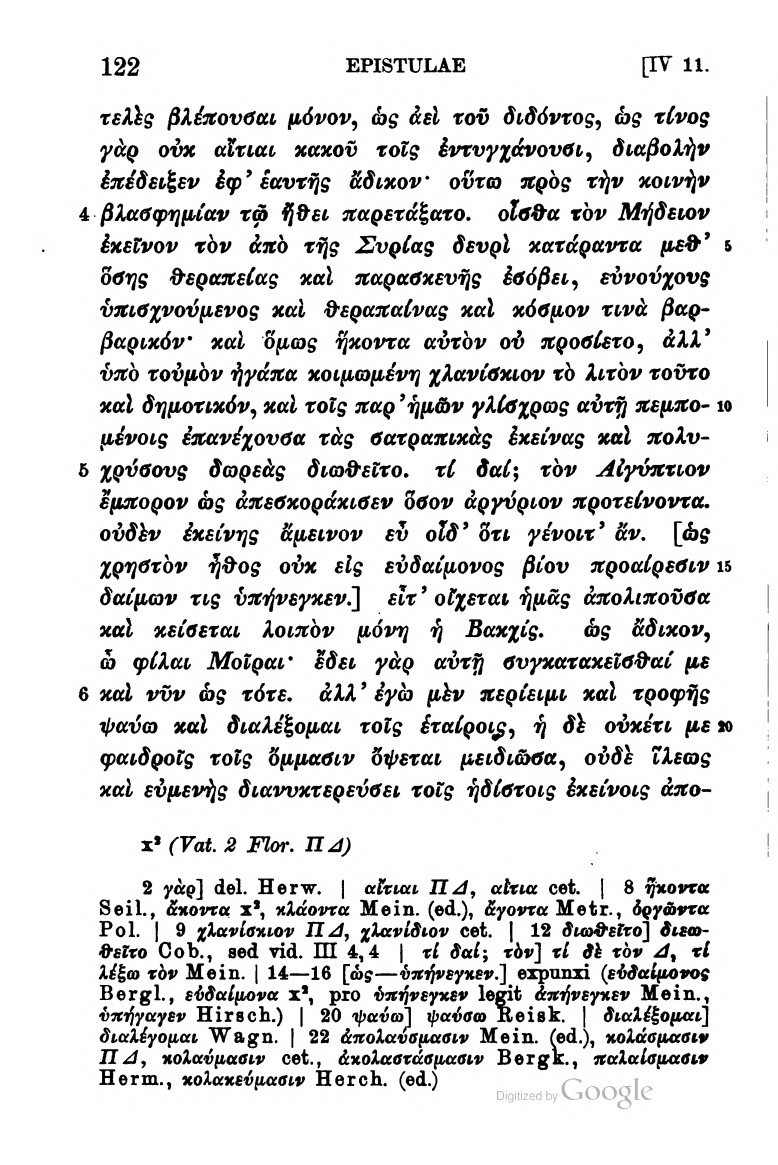 122 EPISTULAE [IV 11.
τελὲς βλέπουσαι μόνον, ὡς ἀεὶ τοῦ διδόντος, ὡς τίνος
γὰρ οὐκ αἴτιαι κακοῦ τοῖς ἐντυγχάνουσι, διαβολὴν
ἐπέδειξεν ἐφ᾽ ἑαυτῆς ἄδικον· οὕτω πρὸς τὴν κοινὴν
4 βλασφημίαν τῷ ἤθει παρετάξατο. οἶσθα τὸν Μήδειον
ἐκεῖνον τὸν ἀπὸ τῆς Συρίας δευρὶ κατάραντα μεθ᾽ 5
ὅσης θεραπείας καὶ παρασκευῆς ἐσόβει, εὐνούχους
ὑπισχνούμενος καὶ θεραπαίνας καὶ κόσμον τινὰ βαρ-
βαρικόν· καὶ ὅμως ἥκοντα αὐτὸν οὐ προσίετο, ἀλλ᾽
ὑπὸ τοὐμὸν ἠγάπα κοιμωμένη χλανίσκιον τὸ λιτὸν τοῦτο
καὶ δημοτικόν, καὶ τοῖς παρ᾽ ἡμῶν γλίσχρως αὐτῇ πεμπο- 10
μένοις ἐπανέχουσα τὰς σατραπικὰς ἐκείνας καὶ πολυ-
5 χρύσους δωρεὰς διωθεῖτο. τί δαί; τὸν Αἰγύπτιον
ἔμπορον ὡς ἀπεσκοράκισεν ὅσον ἀργύριον προτείνοντα.
οὐδὲν ἐκείνης ἄμεινον εὖ οἶδ᾽ ὅτι γένοιτ᾽ ἄν. [ὡς
χρηστὸν ἦθος οὐκ εἰς εὐδαίμονος βίου προαίρεσιν 15
δαίμων τις ὑπήνεγκεν.] εἶτ᾽ οἴχεται ἡμᾶς ἀπολιποῦσα
καὶ κείσεται λοιπὸν μόνη ἡ Βακχίς. ὡς ἄδικον,
ὦ φίλαι Μοῖραι· ἔδει γὰρ αὐτῇ συγκατακεῖσθαί με
6 καὶ νῦν ὡς τότε. ἀλλ᾽ ἐγὼ μὲν περίειμι καὶ τροφῆς
ψαύω καὶ διαλέξομαι τοῖς ἑταίροις, ἡ δὲ οὐκέτι με 20
φαιδροῖς τοῖς ὄμμασιν ὄψεται μειδιῶσα, οὐδὲ ἵλεως
καὶ εὐμενὴς διανυκτερεύσει τοῖς ἡδίστοις ἐκείνοις ἀπο-
x² (Vat. 2 Flor. Π Δ)
2 γὰρ] del. Herw. | αἴτιαι Π Δ, αἰτια cet. | 8 ἥκοντα
Seil., ἄκοντα x², κλάοντα Mein. (ed.), ἄγοντα Metr., ὀργῶντα
Pol. | 9 χλανίσκιον Π Δ, χλανίδιον cet. | 12 διωθεῖτο] διεω-
θεῖτο Cob., sed vid. III 4,4 | τί δαί; τὸν] τί δὲ τὸν Δ, τί
λέξω τὸν Mein. | 14—16 [ὡς—ὑπήνεγκεν.] expunxi (εὐδαίμονος
Bergl., εὐδαίμονα x², pro ὑπήνεγκεν legit ἀπήνεγκεν Mein.,
ὑπήγαγεν Hirsch.) | 20 ψαύω] ψαύσω Reisk. | διαλέξομαι]
διαλέγομαι Wagn. | 22 ἀπολαύσμασιν Mein. (ed.), κολάσμασιν
Π Δ, κολαύμασιν cet., ἀκολαστάσμασιν Bergk., παλαίσμασιν
Herm., κολακεύμασιν Herch. (ed.)
Digitized by Google